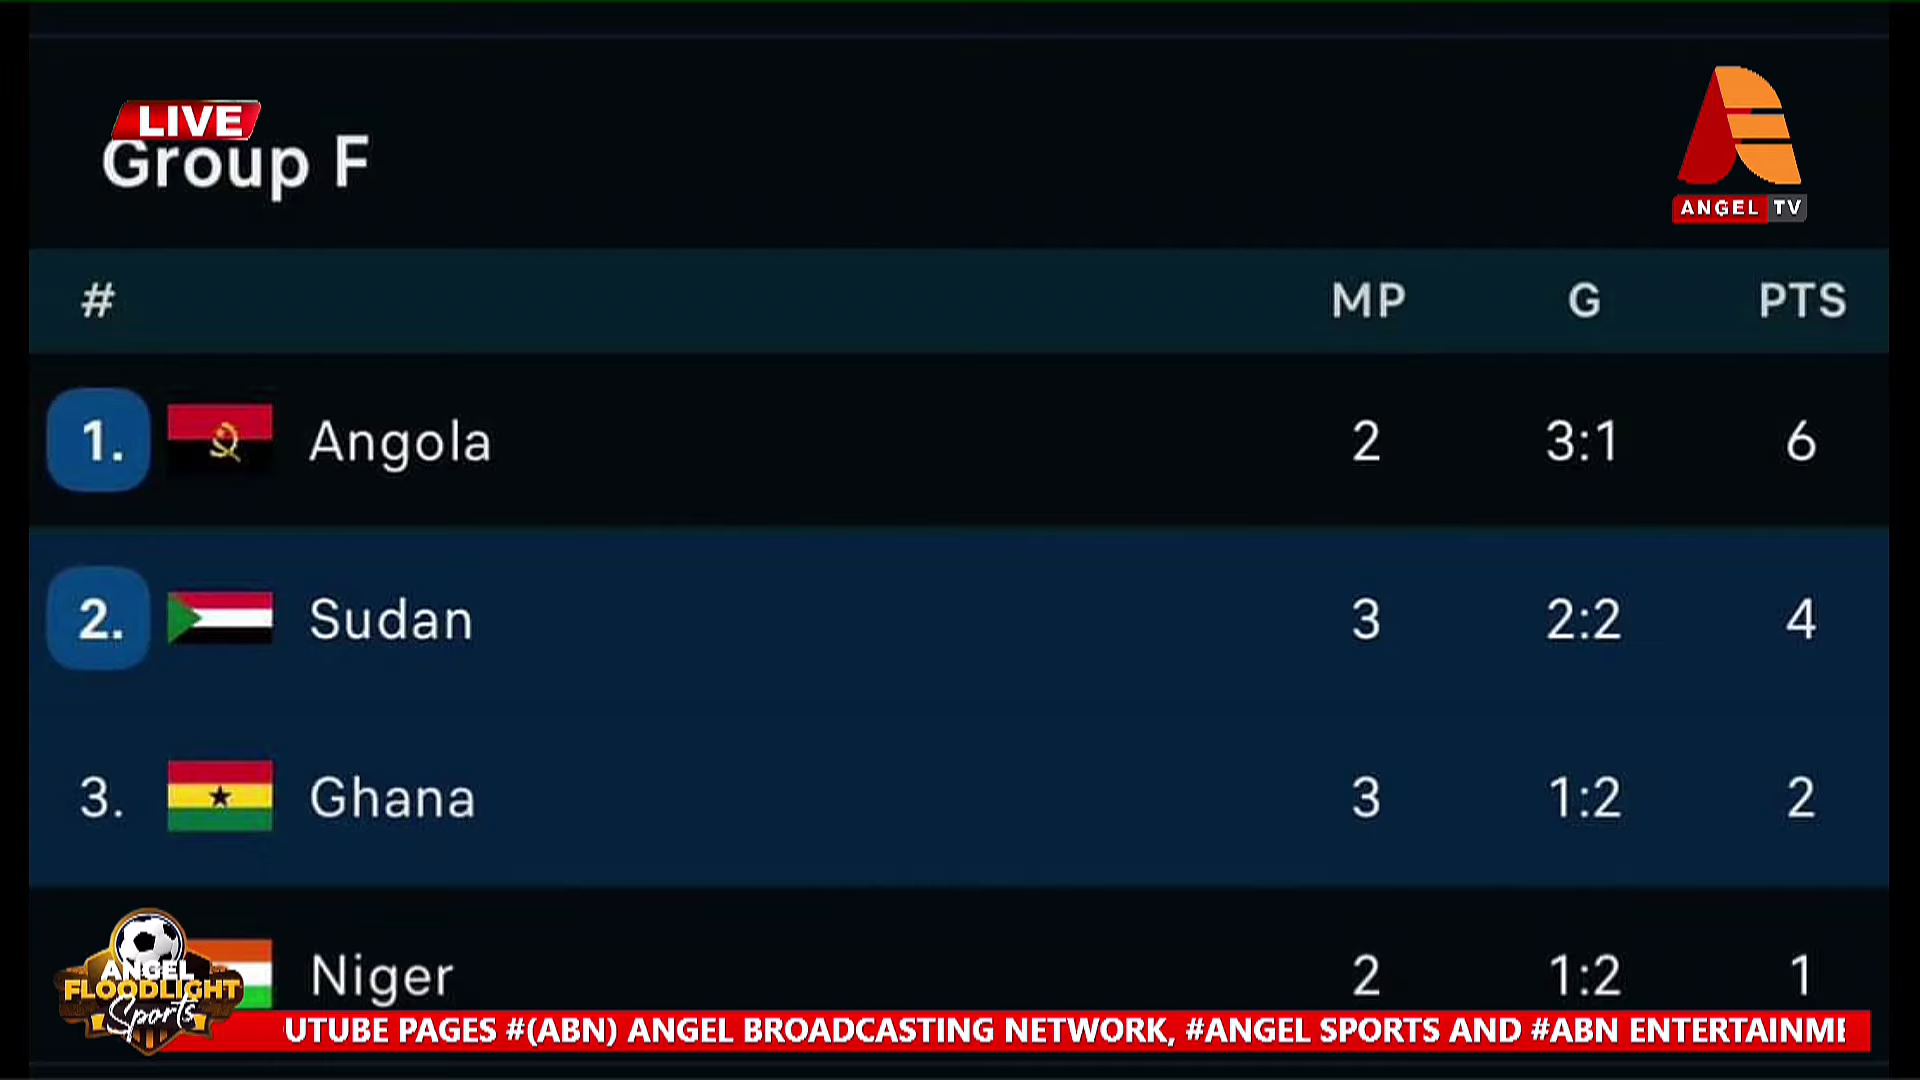 LIVE
Group F
ANGEL TV
# MP G PTS
1. Angola 2 3:1 6
2. Sudan 3 2:2 4
3. Ghana 3 1:2 2
Niger 2 1:2 1
ANGEL
FLOODLIGHT
Sports
UTUBE PAGES #(ABN) ANGEL BROADCASTING NETWORK, #ANGEL SPORTS AND #ABN ENTERTAINME